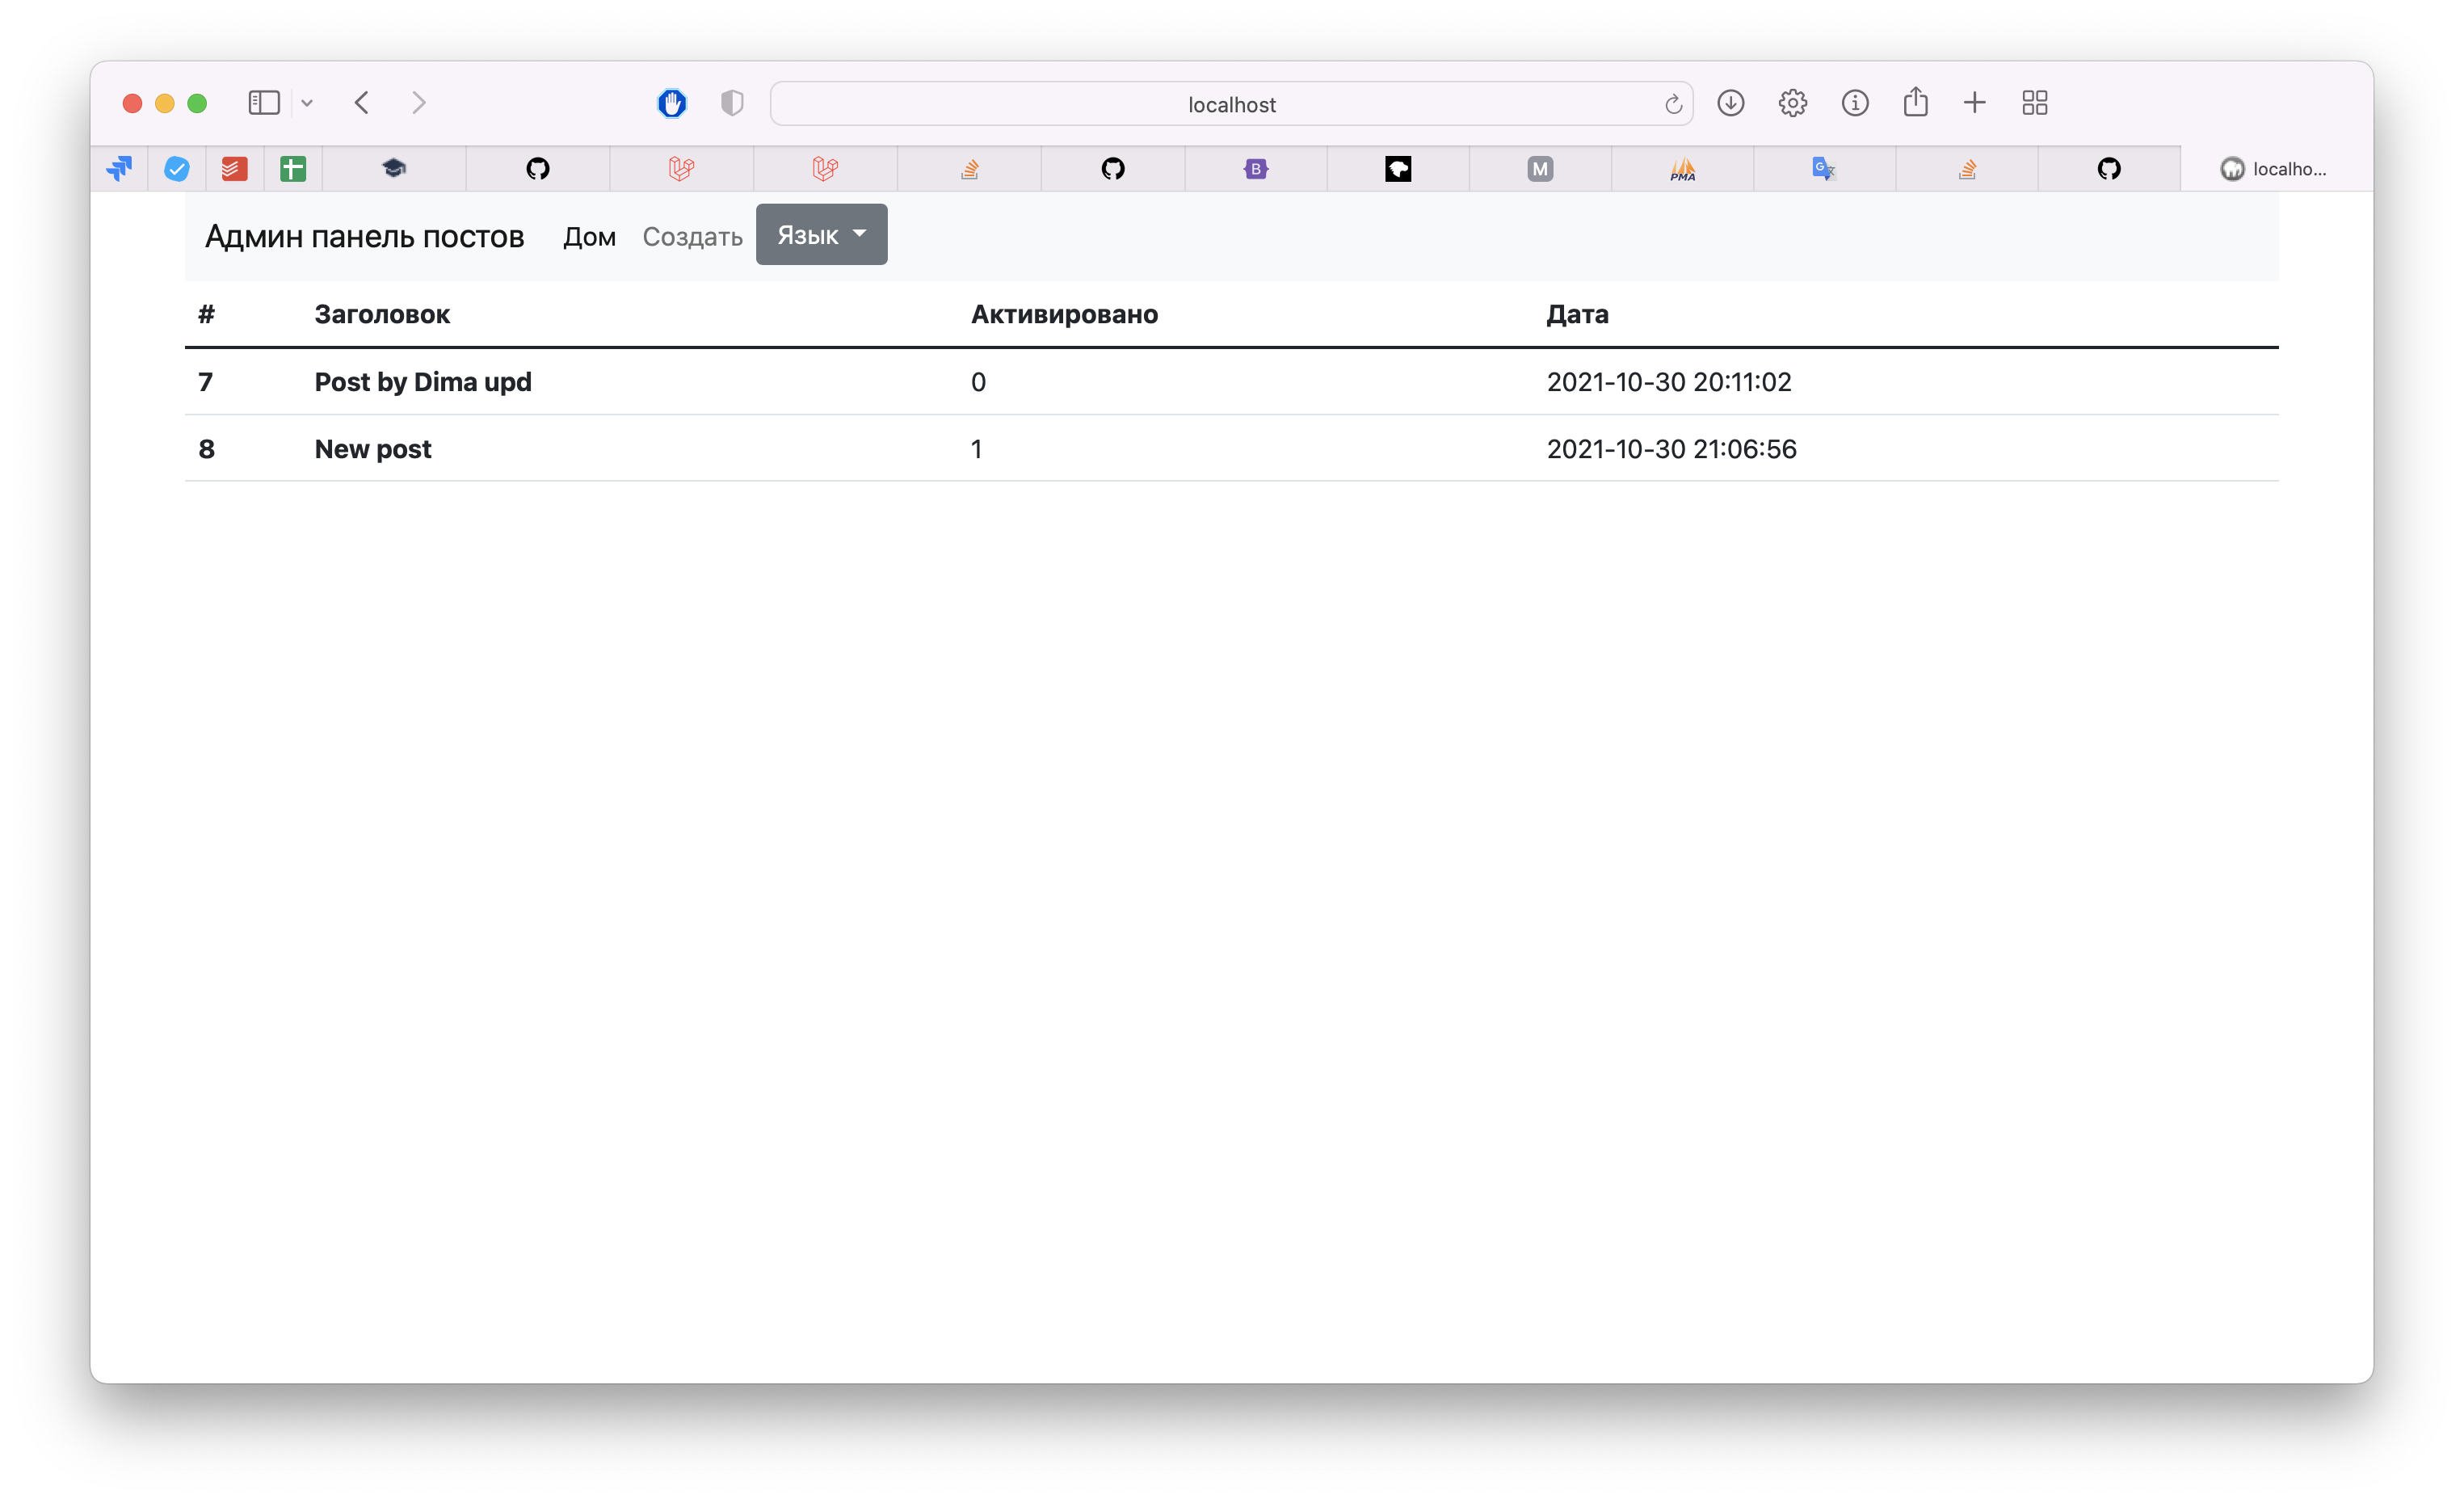 localhost
B
M
PMA
G
localho...
Админ панель постов Дом Создать Язык
# Заголовок Активировано Дата
7 Post by Dima upd 0 2021-10-30 20:11:02
8 New post 1 2021-10-30 21:06:56